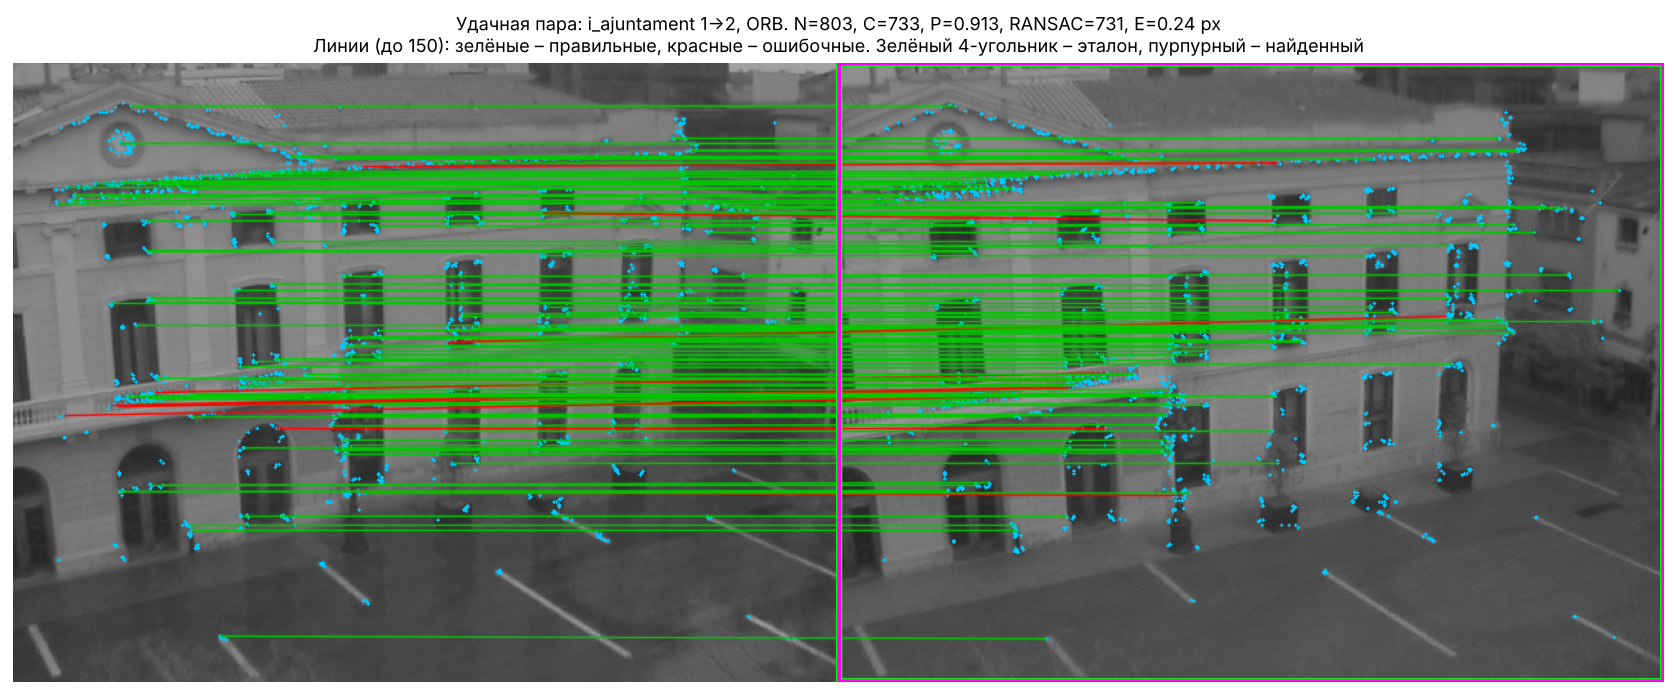 Удачная пара: i_ajuntament 1→2, ORB. N=803, C=733, P=0.913, RANSAC=731, E=0.24 px
Линии (до 150): зелёные – правильные, красные – ошибочные. Зелёный 4-угольник – эталон, пурпурный – найденный